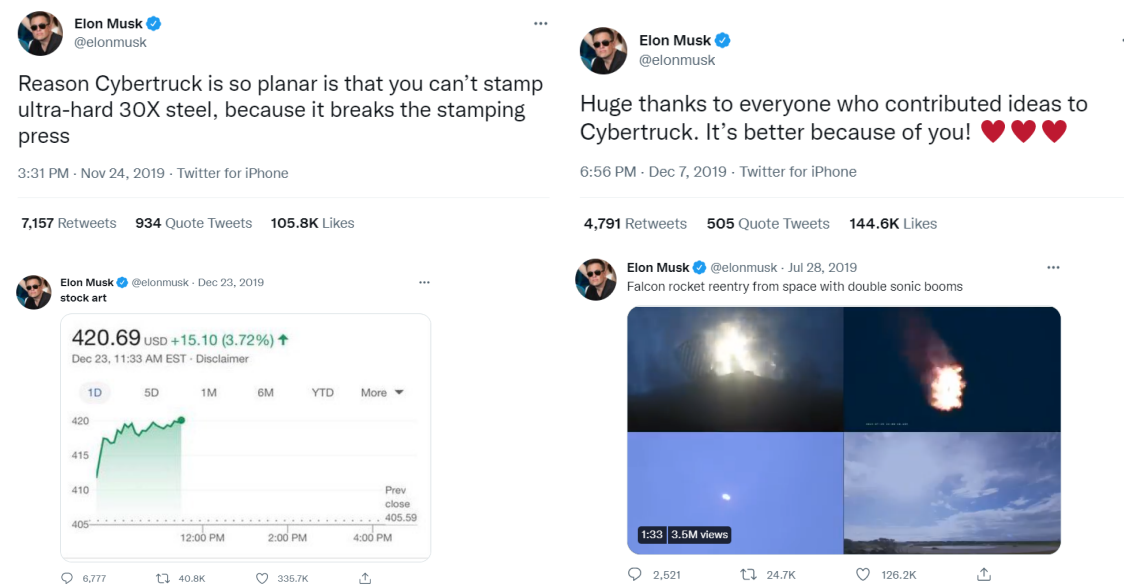 Elon Musk
@elonmusk
Reason Cybertruck is so planar is that you can’t stamp
ultra-hard 30X steel, because it breaks the stamping
press
3:31 PM · Nov 24, 2019 · Twitter for iPhone
7,157 Retweets 934 Quote Tweets 105.8K Likes
Elon Musk
@elonmusk
Huge thanks to everyone who contributed ideas to
Cybertruck. It’s better because of you! ♥♥♥
6:56 PM · Dec 7, 2019 · Twitter for iPhone
4,791 Retweets 505 Quote Tweets 144.6K Likes
Elon Musk @elonmusk · Dec 23, 2019
stock art
420.69 USD +15.10 (3.72%)
Dec 23, 11:33 AM EST · Disclaimer
1D 5D 1M 6M YTD More
420
415
410
Prev
close
405.59
405
12:00 PM 2:00 PM 4:00 PM
6,777 40.8K 335.7K
Elon Musk @elonmusk · Jul 28, 2019
Falcon rocket reentry from space with double sonic booms
1:33 3.5M views
2,521 24.7K 126.2K